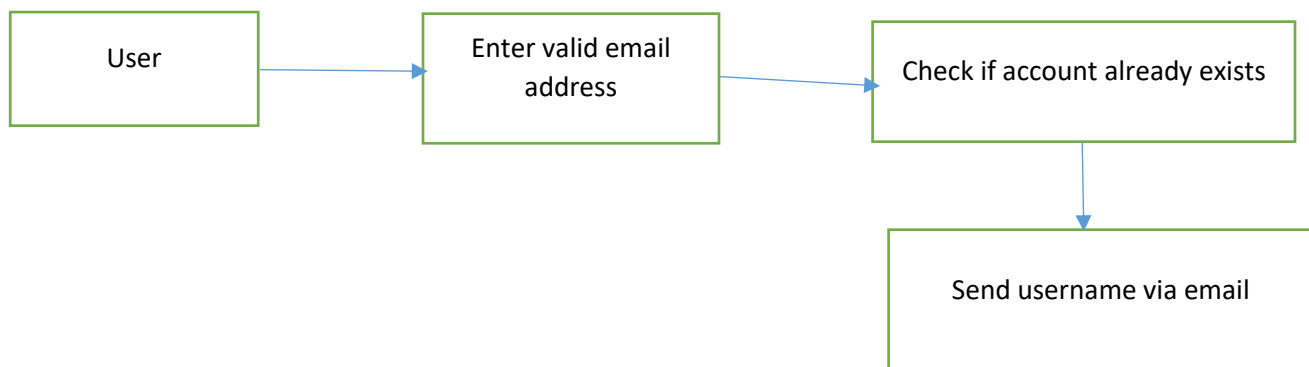 User
Enter valid email
address
Check if account already exists
Send username via email